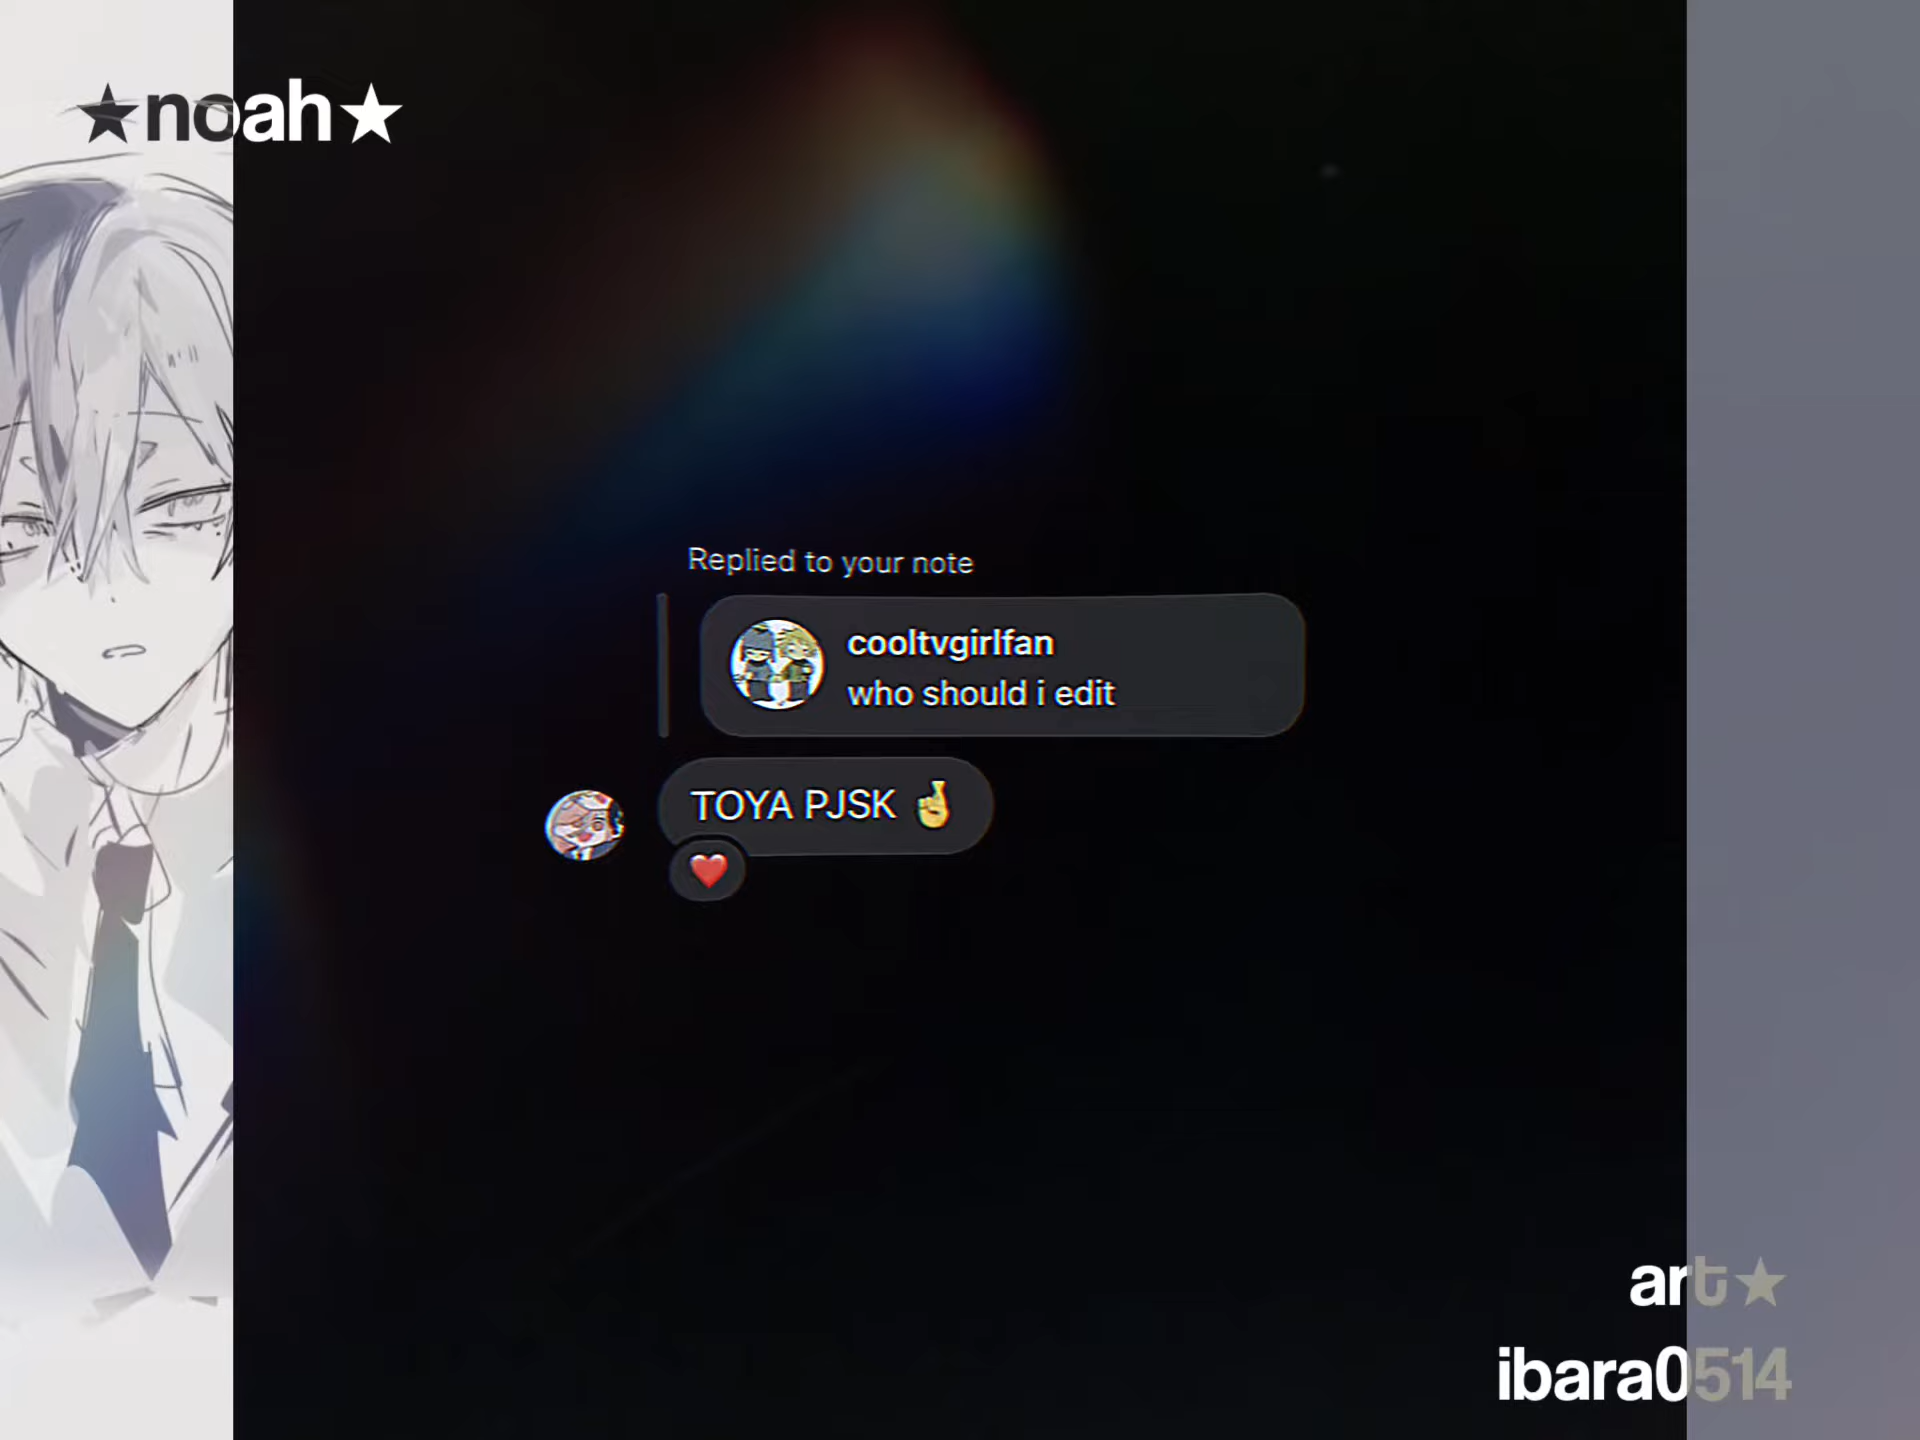 ★noah★
Replied to your note
cooltvgirlfan
who should i edit
TOYA PJSK 🤞
❤️
art★
ibara0514